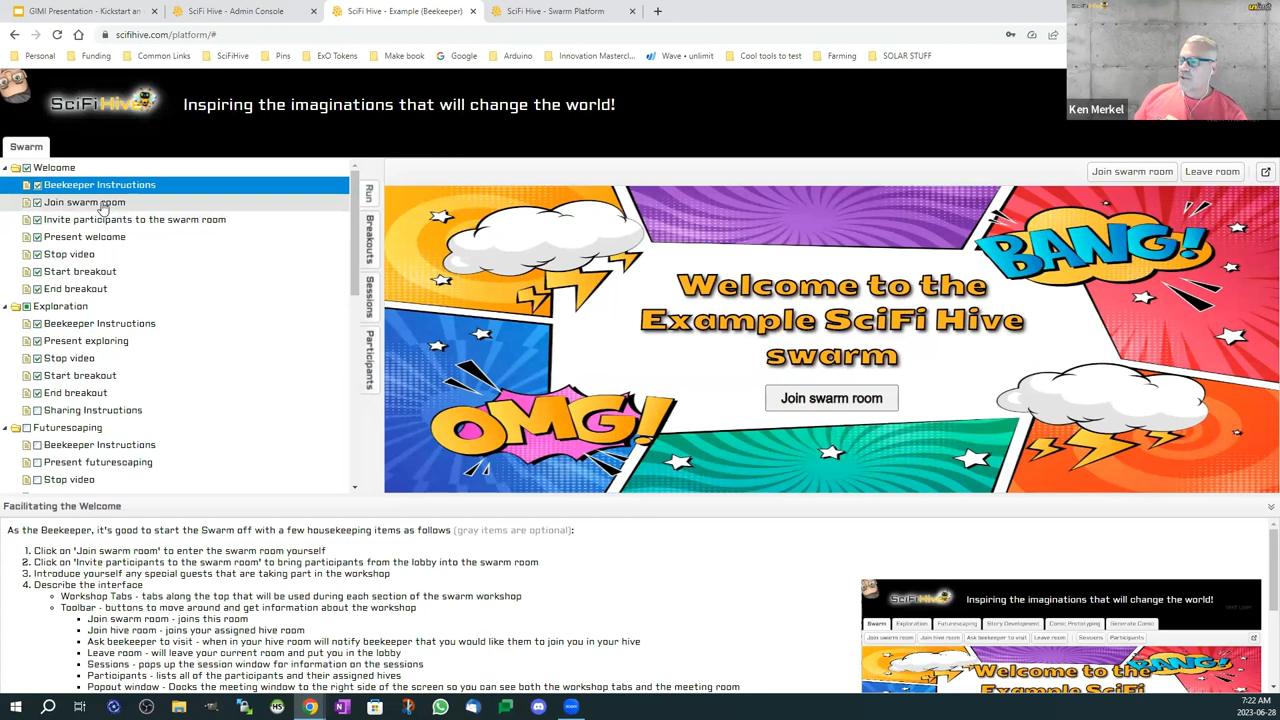 GIMI Presentation - Kickstart an
SciFi Hive - Admin Console
SciFi Hive - Example (Beekeeper)
SciFi Hive - Swarm Platform
scifihive.com/platform/#
Personal
Funding
Common Links
SciFiHive
Pins
ExO Tokens
Make book
Google
Arduino
Innovation Mastercl...
Wave • unlimit
Cool tools to test
Farming
SOLAR STUFF
Ken Merkel
SciFiHive
Inspiring the imaginations that will change the world!
Swarm
Welcome
Beekeeper Instructions
Join swarm room
Invite participants to the swarm room
Present welcome
Stop video
Start breakout
End breakout
Exploration
Beekeeper Instructions
Present exploring
Stop video
Start breakout
End breakout
Sharing Instructions
Futurescaping
Beekeeper Instructions
Present futurescaping
Stop video
Run
Breakouts
Sessions
Participants
Join swarm room
Leave room
Welcome to the
Example SciFi Hive
swarm
Join swarm room
BANG!
OMG!
Facilitating the Welcome
As the Beekeeper, it's good to start the Swarm off with a few housekeeping items as follows (gray items are optional):
1. Click on 'Join swarm room' to enter the swarm room yourself
2. Click on 'Invite participants to the swarm room' to bring participants from the lobby into the swarm room
3. Introduce yourself any special guests that are taking part in the workshop
4. Describe the interface
Workshop Tabs - tabs along the top that will be used during each section of the swarm workshop
Toolbar - buttons to move around and get information about the workshop
Join swarm room - joins this room
Join hive room - joins your assigned hive room
Ask beekeeper to visit - when in your hive room will notify the beekeeper that you would like them to join you in your hive
Leave room - will leave your current room and put you in the lobby
Sessions - pops up the session window for information on the sessions
Participants - lists all of the participants and their assigned hives
Popout window - Docks the meeting window to the right side of the screen so you can see both the workshop tabs and the meeting room
SciFiHive
Inspiring the imaginations that will change the world!
Swarm
Exploration
Futurescaping
Story Development
Comic Prototyping
Generate Comic
Join swarm room
Join hive room
Ask beekeeper to visit
Leave room
Sessions
Participants
Welcome to the
Example SciFi
7:22 AM
2023-06-28